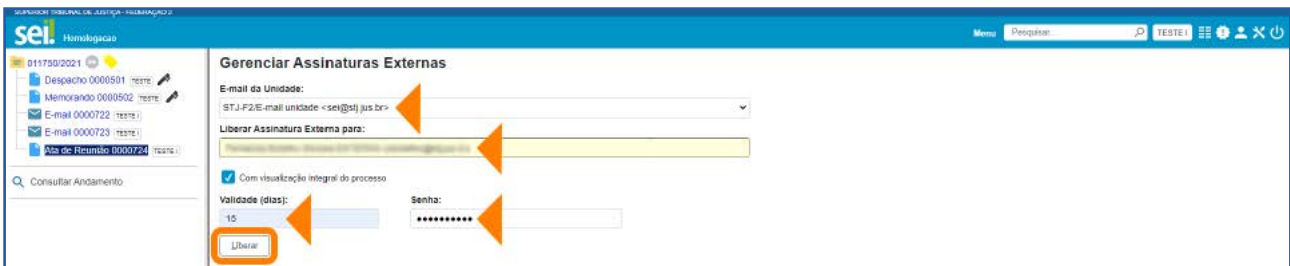 SUPERIOR TRIBUNAL DE JUSTIÇA - FEDERAÇÃO 2
sei! Homologacao
Menu Pesquisar... TESTE I
011750/2021
Despacho 0000501 TESTE
Memorando 0000502 TESTE
E-mail 0000722 TESTE I
E-mail 0000723 TESTE I
Ata de Reunião 0000724 TESTE I
Consultar Andamento
Gerenciar Assinaturas Externas
E-mail da Unidade:
STJ-F2/E-mail unidade <sei@stj.jus.br>
Liberar Assinatura Externa para:
Com visualização integral do processo
Validade (dias): Senha:
15 ••••••••••
Liberar